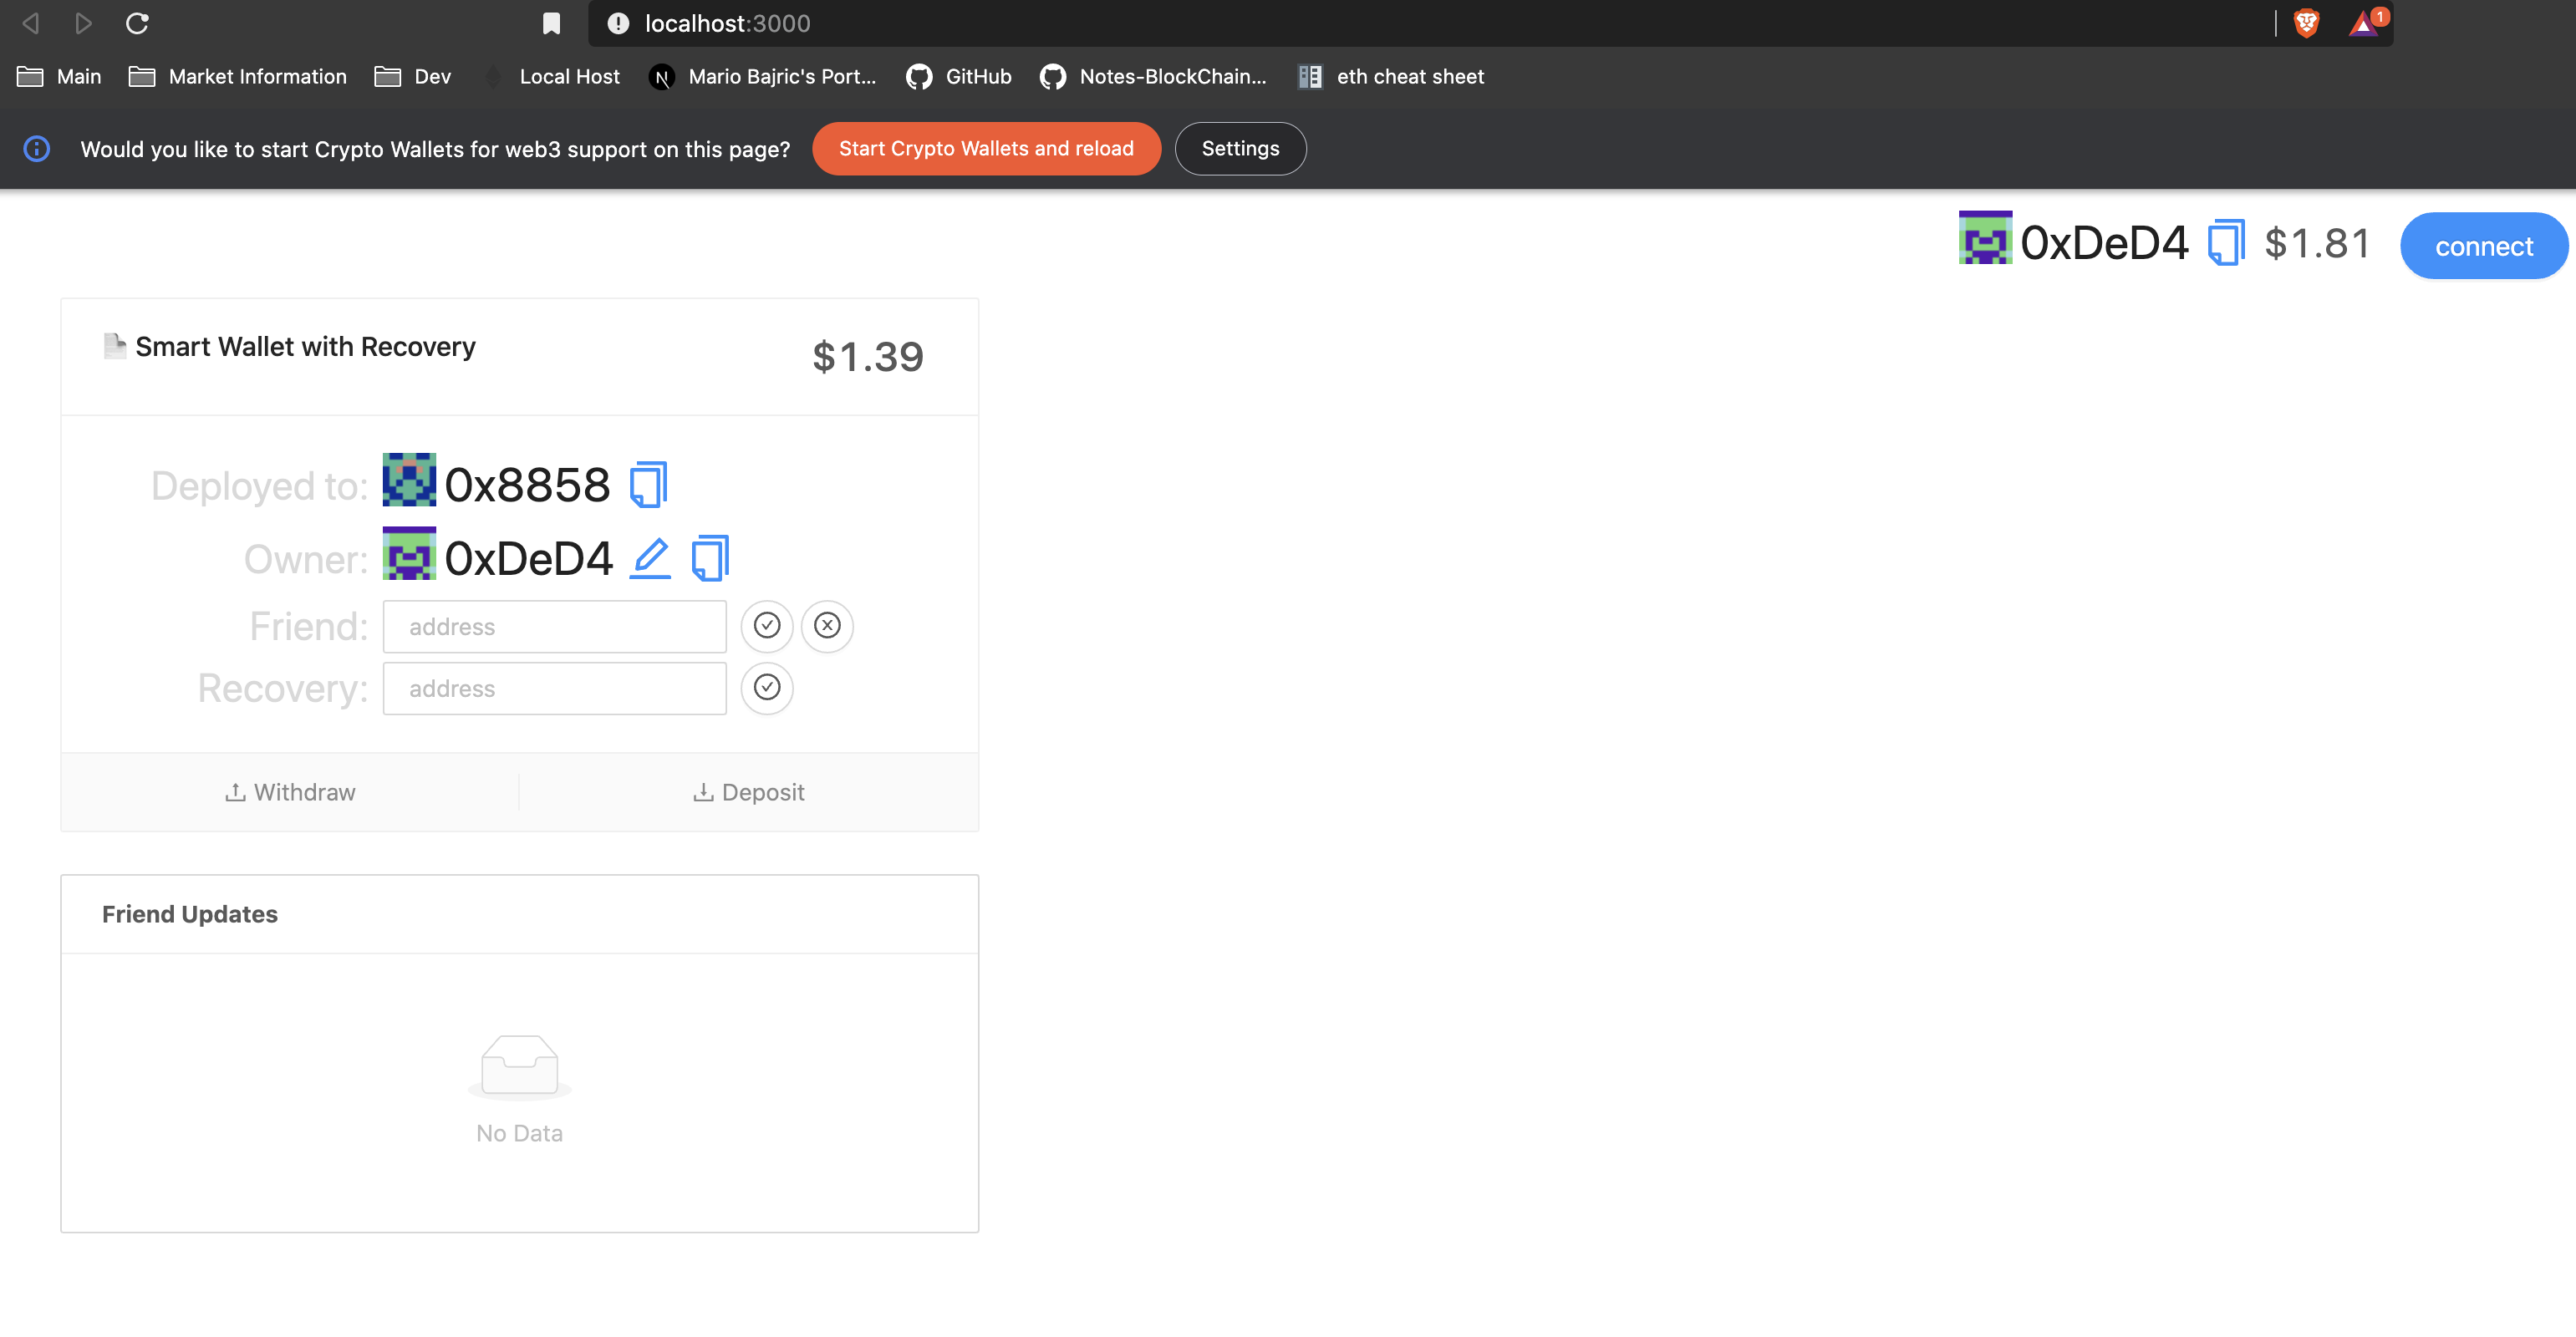 localhost:3000
1
Main Market Information Dev Local Host N Mario Bajric's Port... GitHub Notes-BlockChain... eth cheat sheet
Would you like to start Crypto Wallets for web3 support on this page? Start Crypto Wallets and reload Settings
0xDeD4 $1.81 connect
Smart Wallet with Recovery $1.39
Deployed to: 0x8858
Owner: 0xDeD4
Friend: address
Recovery: address
Withdraw Deposit
Friend Updates
No Data